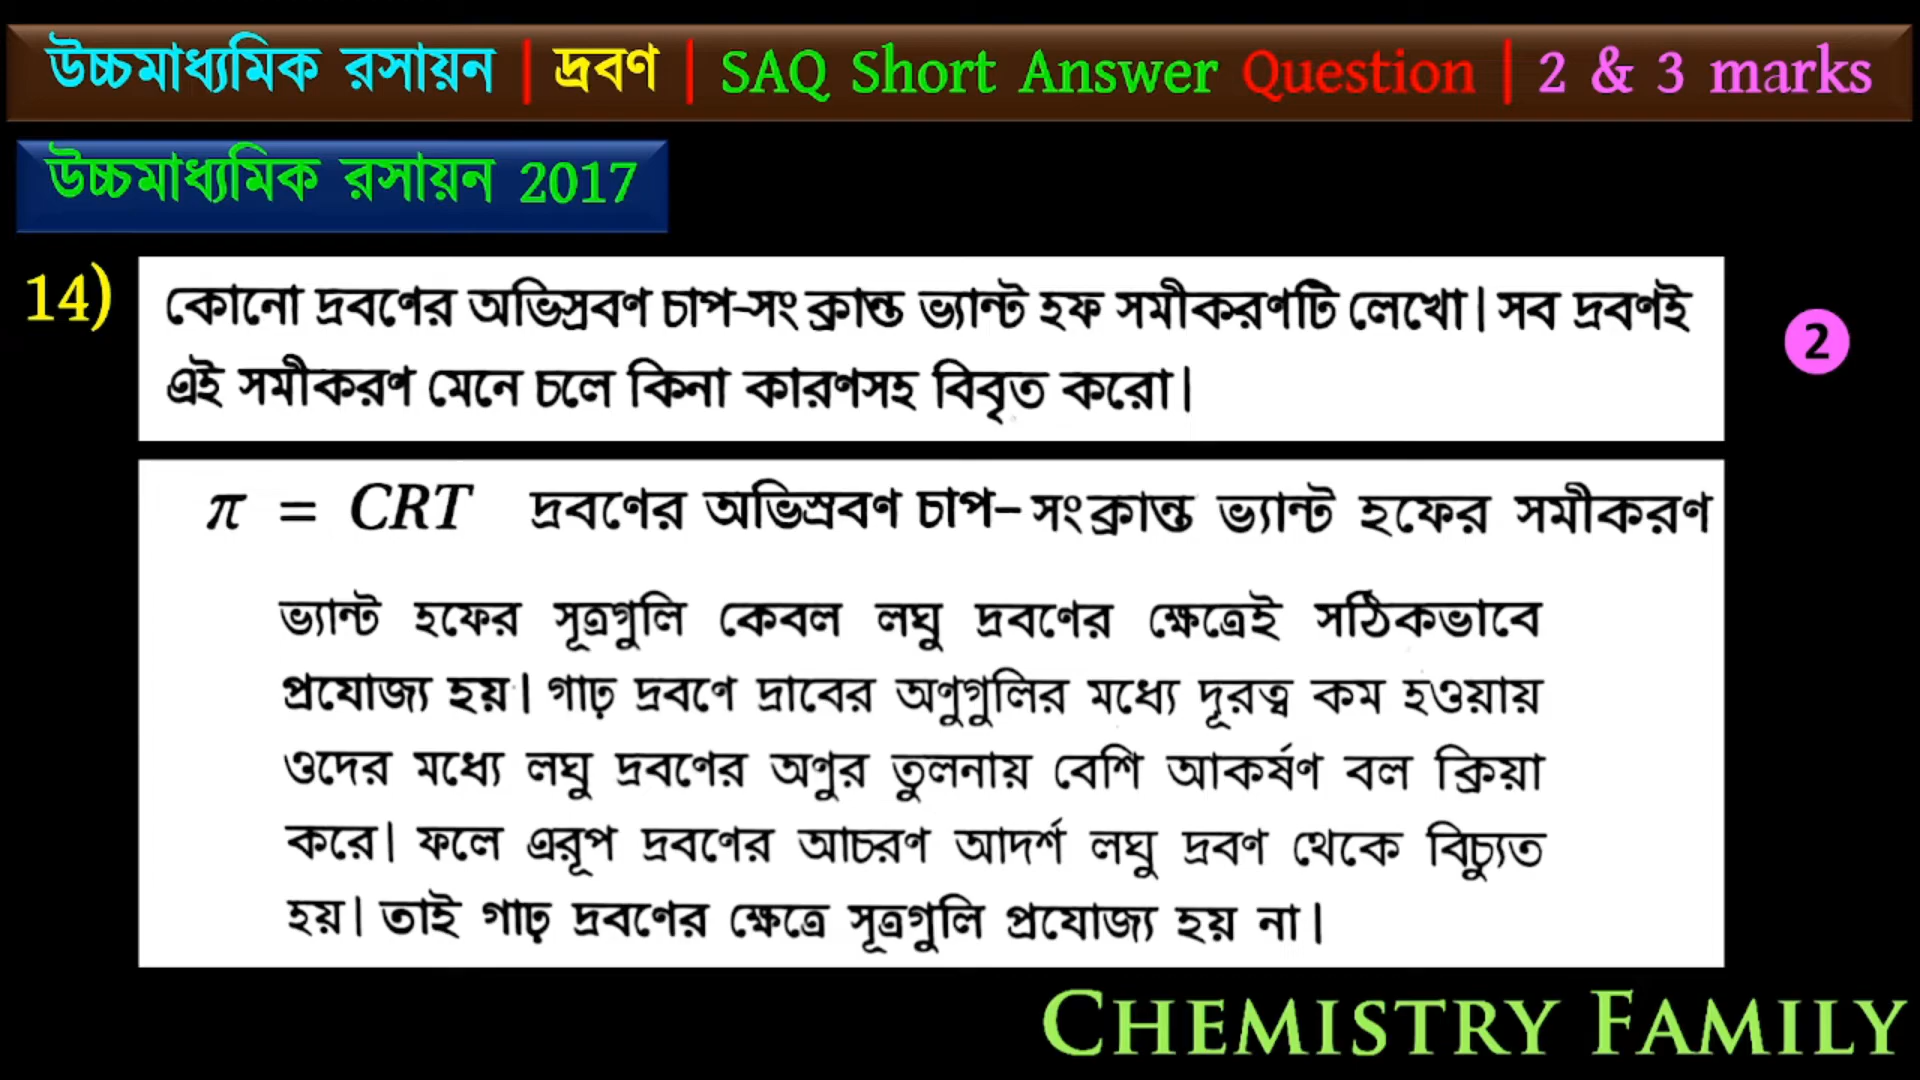 উচ্চমাধ্যমিক রসায়ন | দ্রবণ | SAQ Short Answer Question | 2 & 3 marks
উচ্চমাধ্যমিক রসায়ন 2017
14) কোনো দ্রবণের অভিস্রবণ চাপ-সংক্রান্ত ভ্যান্ট হফ সমীকরণটি লেখো। সব দ্রবণই 2
এই সমীকরণ মেনে চলে কিনা কারণসহ বিবৃত করো।
π = CRT দ্রবণের অভিস্রবণ চাপ-সংক্রান্ত ভ্যান্ট হফের সমীকরণ
ভ্যান্ট হফের সূত্রগুলি কেবল লঘু দ্রবণের ক্ষেত্রেই সঠিকভাবে
প্রযোজ্য হয়। গাঢ় দ্রবণে দ্রাবের অণুগুলির মধ্যে দূরত্ব কম হওয়ায়
ওদের মধ্যে লঘু দ্রবণের অণুর তুলনায় বেশি আকর্ষণ বল ক্রিয়া
করে। ফলে এরূপ দ্রবণের আচরণ আদর্শ লঘু দ্রবণ থেকে বিচ্যুত
হয়। তাই গাঢ় দ্রবণের ক্ষেত্রে সূত্রগুলি প্রযোজ্য হয় না।
CHEMISTRY FAMILY